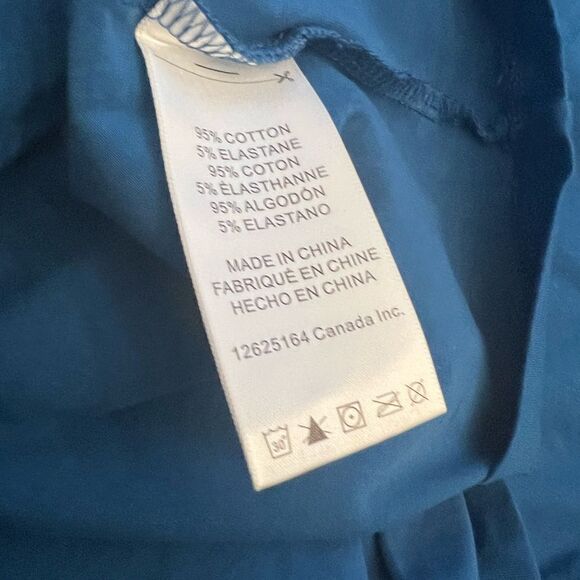 95% COTTON
5% ELASTANE
95% COTON
5% ÉLASTHANNE
95% ALGODÓN
5% ELASTANO
MADE IN CHINA
FABRIQUÈ EN CHINE
HECHO EN CHINA
12625164 Canada Inc.
30°